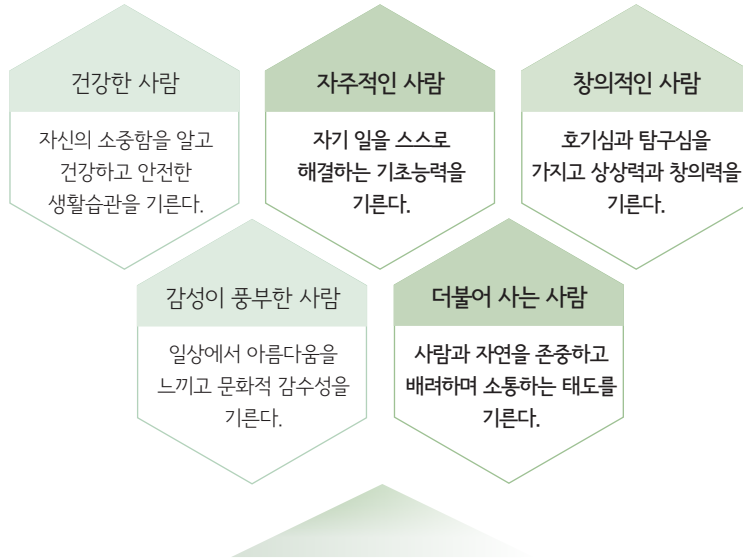 건강한 사람
자신의 소중함을 알고
건강하고 안전한
생활습관을 기른다.
자주적인 사람
자기 일을 스스로
해결하는 기초능력을
기른다.
창의적인 사람
호기심과 탐구심을
가지고 상상력과 창의력을
기른다.
감성이 풍부한 사람
일상에서 아름다움을
느끼고 문화적 감수성을
기른다.
더불어 사는 사람
사람과 자연을 존중하고
배려하며 소통하는 태도를
기른다.